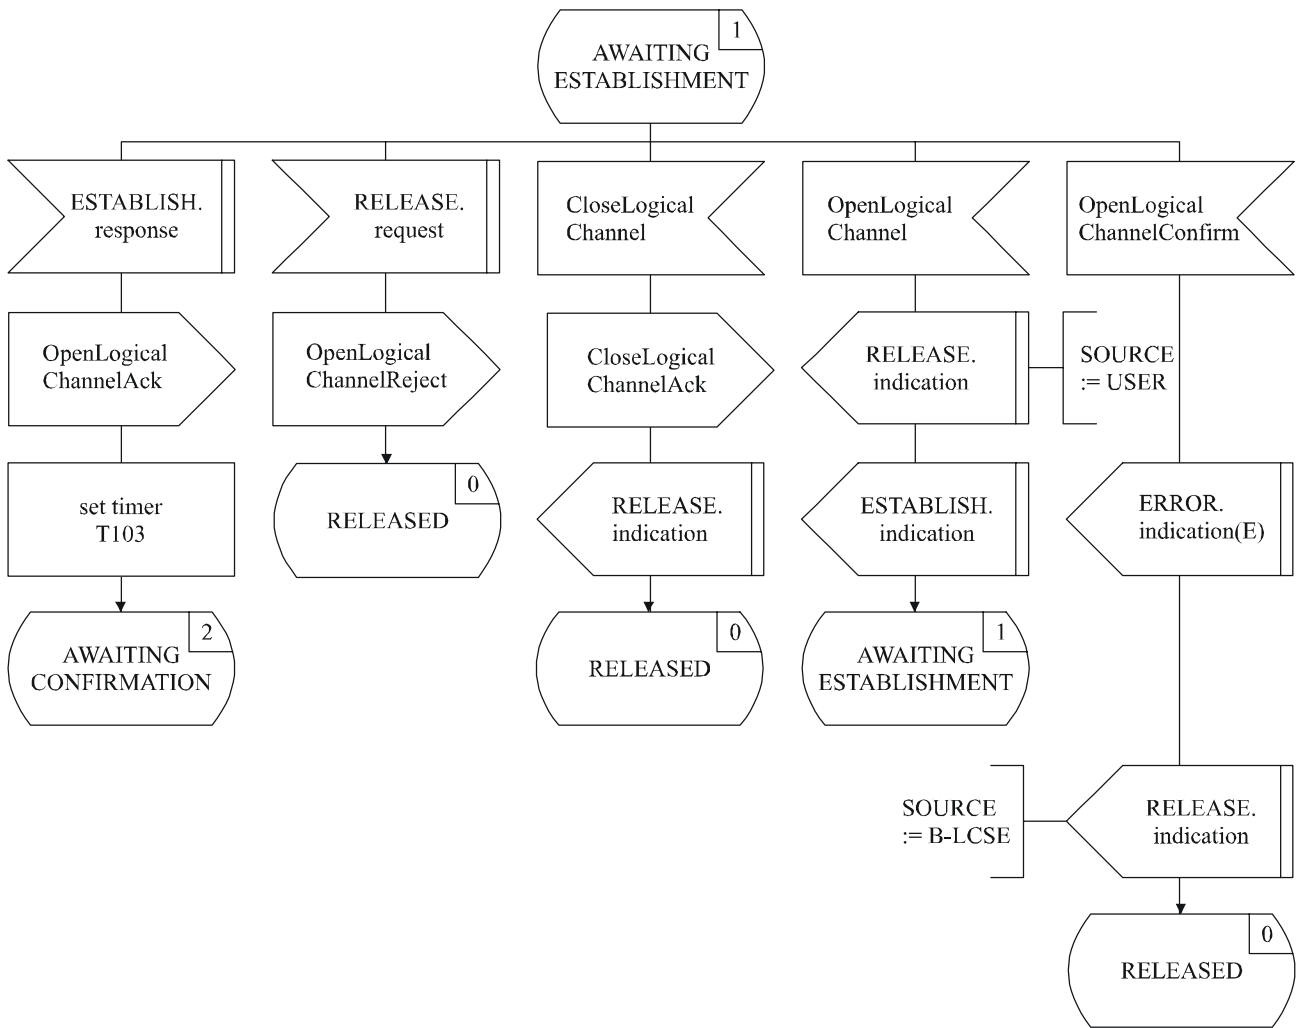 1
AWAITING
ESTABLISHMENT
ESTABLISH.
response
RELEASE.
request
CloseLogical
Channel
OpenLogical
Channel
OpenLogical
ChannelConfirm
OpenLogical
ChannelAck
OpenLogical
ChannelReject
CloseLogical
ChannelAck
RELEASE.
indication
SOURCE
:= USER
set timer
T103
0
RELEASED
RELEASE.
indication
ESTABLISH.
indication
ERROR.
indication(E)
2
AWAITING
CONFIRMATION
0
RELEASED
1
AWAITING
ESTABLISHMENT
SOURCE
:= B-LCSE
RELEASE.
indication
0
RELEASED